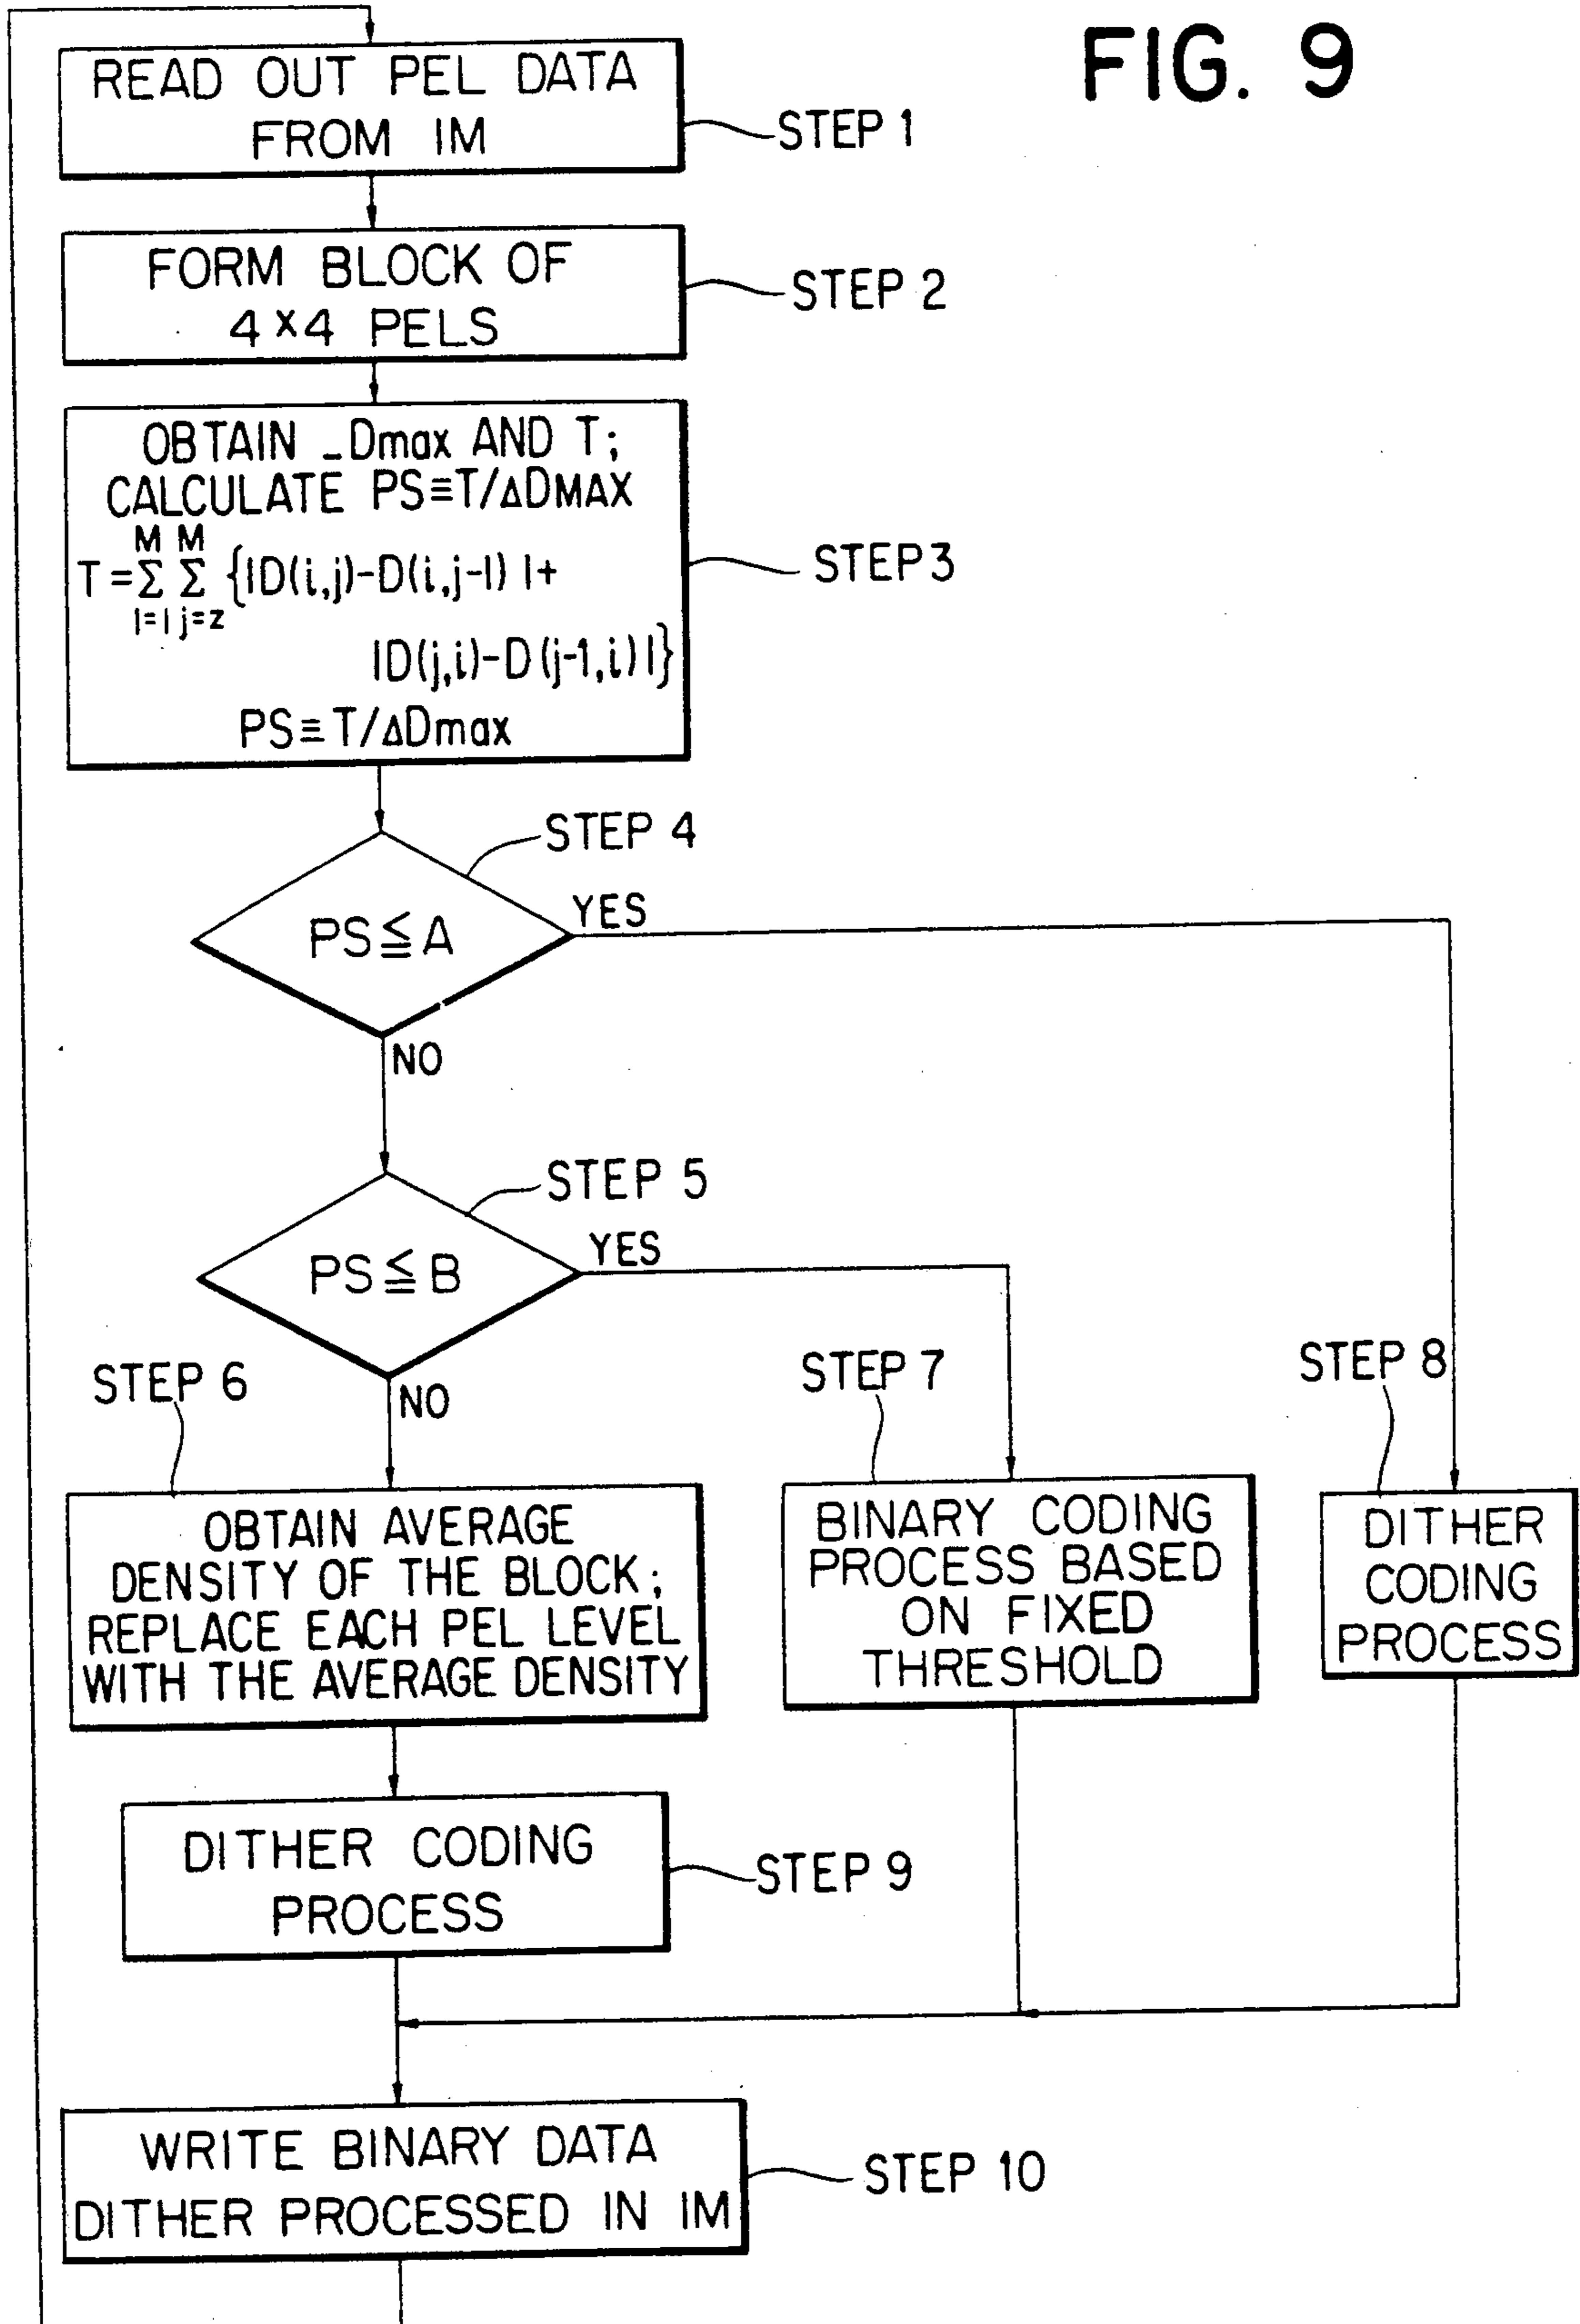 FIG. 9
READ OUT PEL DATA
FROM IM
STEP 1
FORM BLOCK OF
4×4 PELS
STEP 2
OBTAIN _Dmax AND T;
CALCULATE PS≡T/ΔDMAX
M M
T=Σ Σ {|D(i,j)-D(i,j-1) |+
i=1 j=z
|D(j,i)-D(j-1,i)|}
PS≡T/ΔDmax
STEP3
STEP 4
PS≦A
YES
NO
STEP 5
PS≦B
YES
NO
STEP 6
OBTAIN AVERAGE
DENSITY OF THE BLOCK;
REPLACE EACH PEL LEVEL
WITH THE AVERAGE DENSITY
STEP 7
BINARY CODING
PROCESS BASED
ON FIXED
THRESHOLD
STEP 8
DITHER
CODING
PROCESS
DITHER CODING
PROCESS
STEP 9
WRITE BINARY DATA
DITHER PROCESSED IN IM
STEP 10